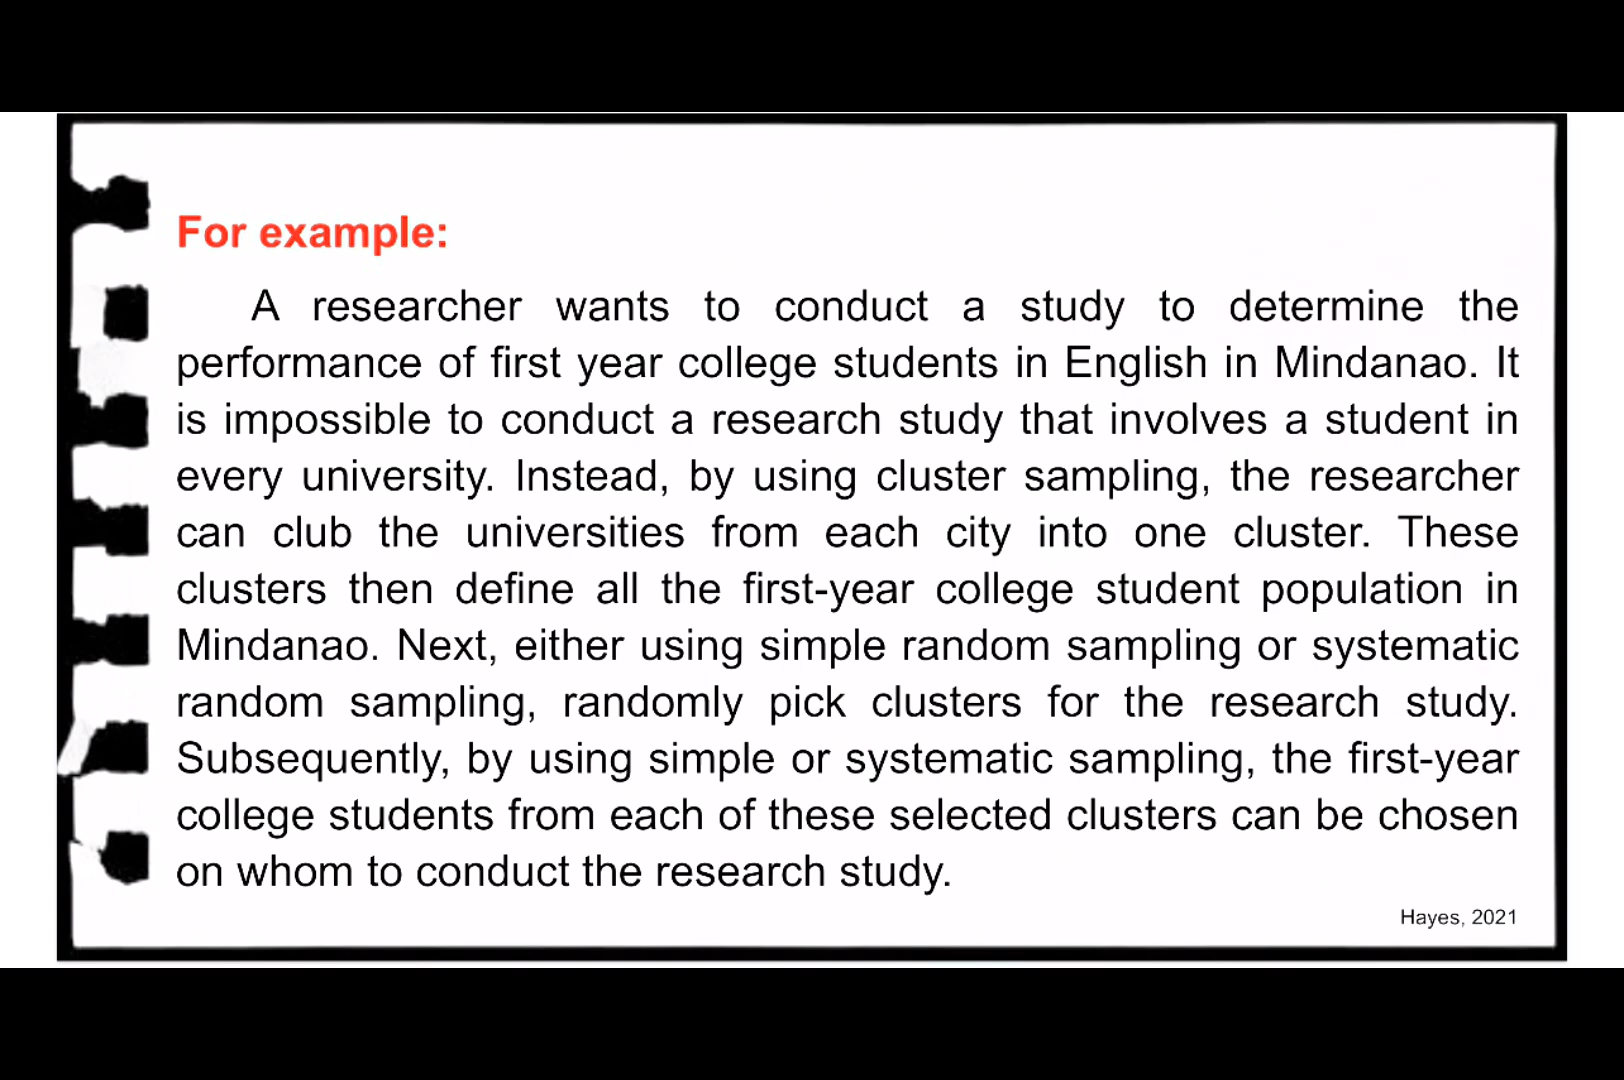 For example:
A researcher wants to conduct a study to determine the
performance of first year college students in English in Mindanao. It
is impossible to conduct a research study that involves a student in
every university. Instead, by using cluster sampling, the researcher
can club the universities from each city into one cluster. These
clusters then define all the first-year college student population in
Mindanao. Next, either using simple random sampling or systematic
random sampling, randomly pick clusters for the research study.
Subsequently, by using simple or systematic sampling, the first-year
college students from each of these selected clusters can be chosen
on whom to conduct the research study.
Hayes, 2021